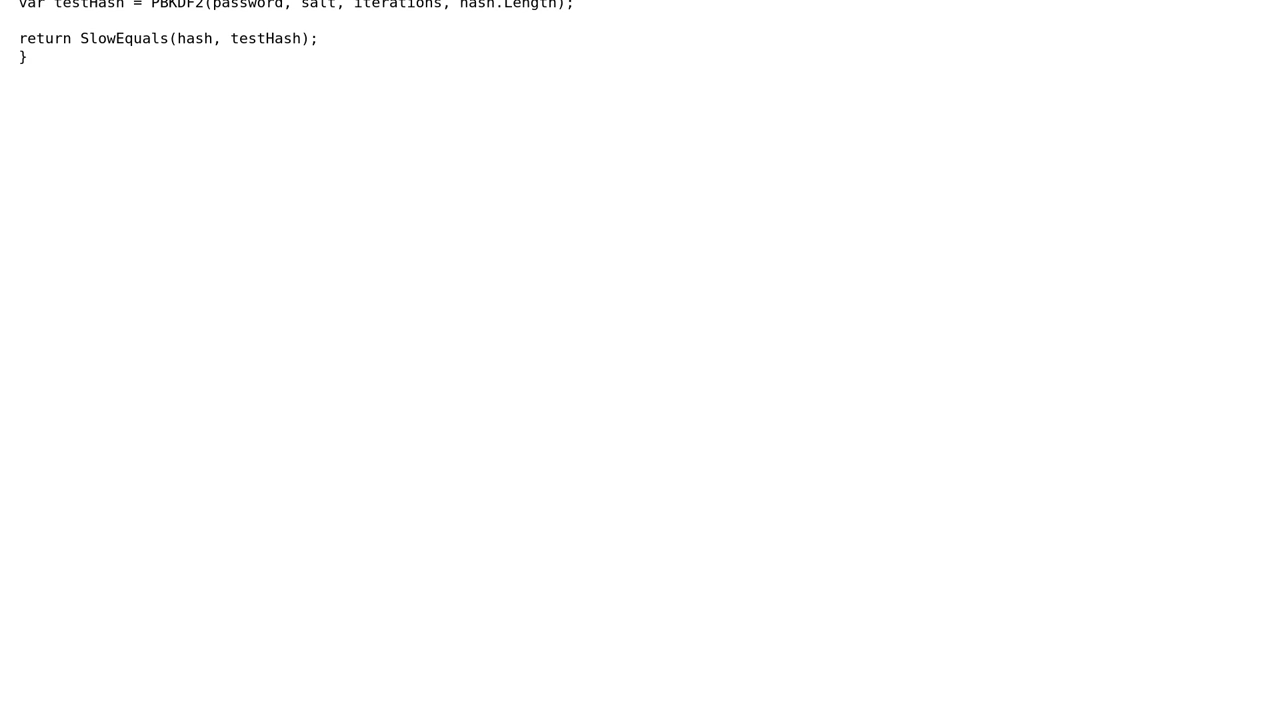 var testHash = PBKDF2(password, salt, iterations, hash.Length);
return SlowEquals(hash, testHash);
}